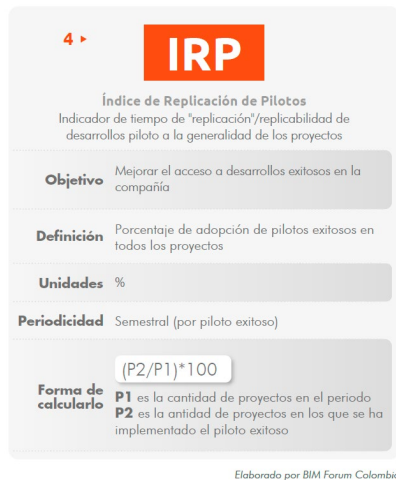 4 ▸
IRP
Índice de Replicación de Pilotos
Indicador de tiempo de "replicación"/replicabilidad de
desarrollos piloto a la generalidad de los proyectos
Objetivo
Mejorar el acceso a desarrollos exitosos en la
compañía
Definición
Porcentaje de adopción de pilotos exitosos en
todos los proyectos
Unidades
%
Periodicidad
Semestral (por piloto exitoso)
Forma de
calcularlo
(P2/P1)*100
P1 es la cantidad de proyectos en el periodo
P2 es la antidad de proyectos en los que se ha
implementado el piloto exitoso
Elaborado por BIM Forum Colombia